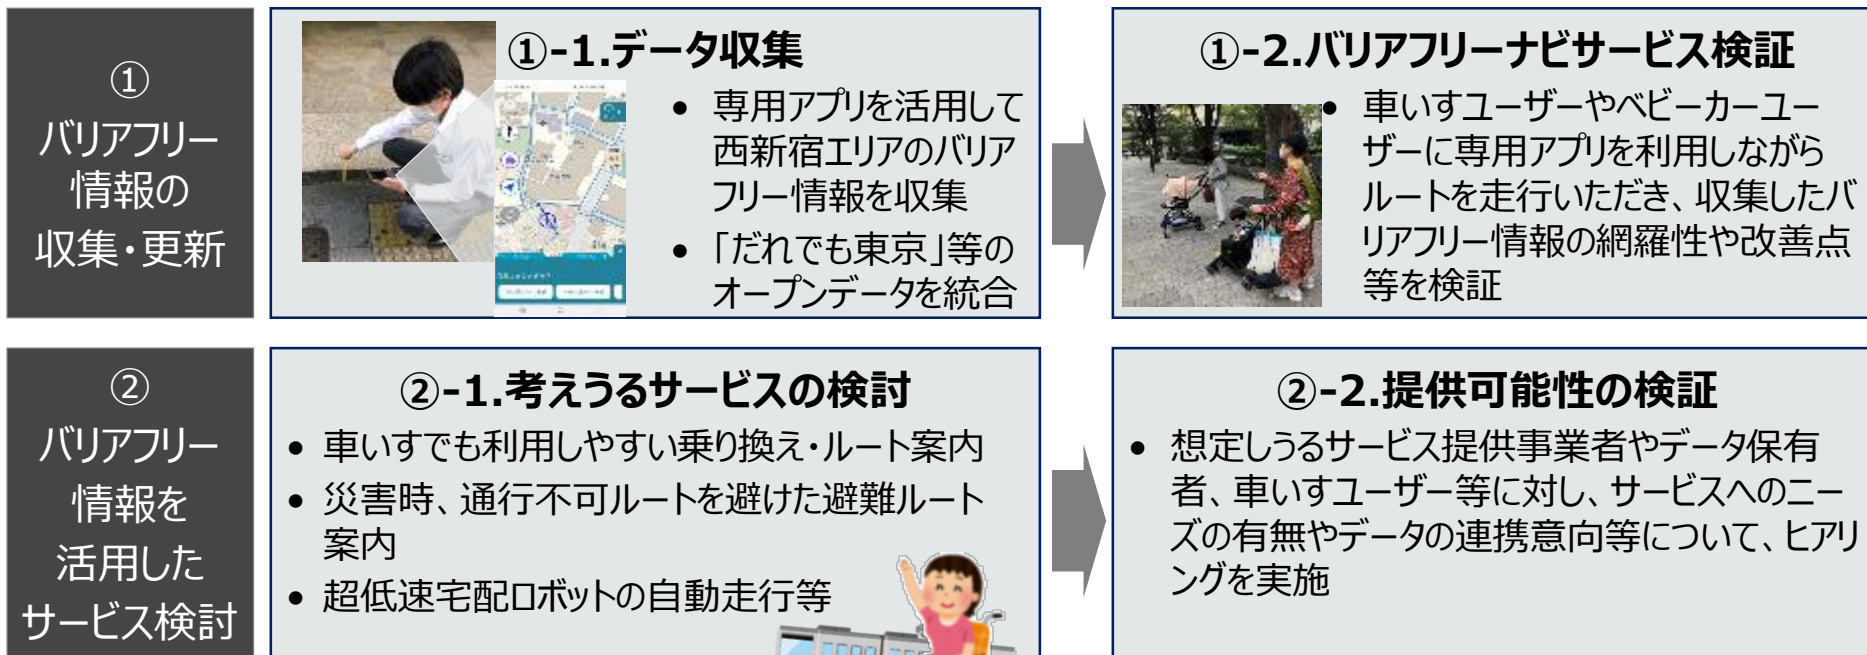 ①
バリアフリー
情報の
収集・更新
①-1.データ収集
• 専用アプリを活用して
西新宿エリアのバリア
フリー情報を収集
• 「だれでも東京」等の
オープンデータを統合
①-2.バリアフリーナビサービス検証
• 車いすユーザーやベビーカーユー
ザーに専用アプリを利用しながら
ルートを走行いただき、収集したバ
リアフリー情報の網羅性や改善点
等を検証
②
バリアフリー
情報を
活用した
サービス検討
②-1.考えうるサービスの検討
• 車いすでも利用しやすい乗り換え・ルート案内
• 災害時、通行不可ルートを避けた避難ルート
案内
• 超低速宅配ロボットの自動走行等
②-2.提供可能性の検証
• 想定しうるサービス提供事業者やデータ保有
者、車いすユーザー等に対し、サービスへのニー
ズの有無やデータの連携意向等について、ヒアリ
ングを実施